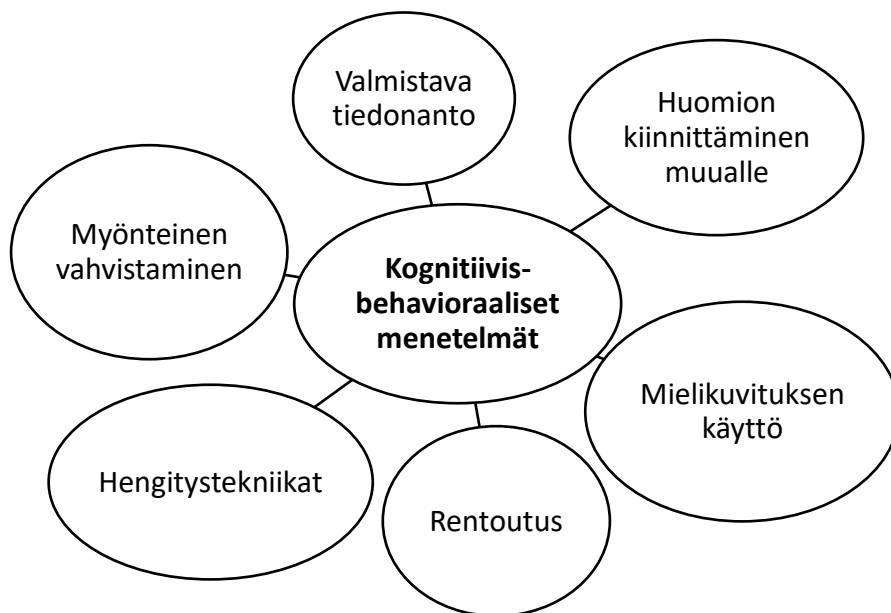 Valmistava
tiedonanto
Huomion
kiinnittäminen
muualle
Myönteinen
vahvistaminen
Kognitiivis-
behavioraaliset
menetelmät
Mielikuvituksen
käyttö
Hengitystekniikat
Rentoutus